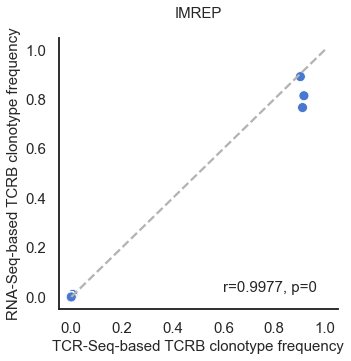 IMREP
RNA-Seq-based TCRB clonotype frequency
1.0
0.8
0.6
0.4
0.2
0.0
r=0.9977, p=0
0.0 0.2 0.4 0.6 0.8 1.0
TCR-Seq-based TCRB clonotype frequency